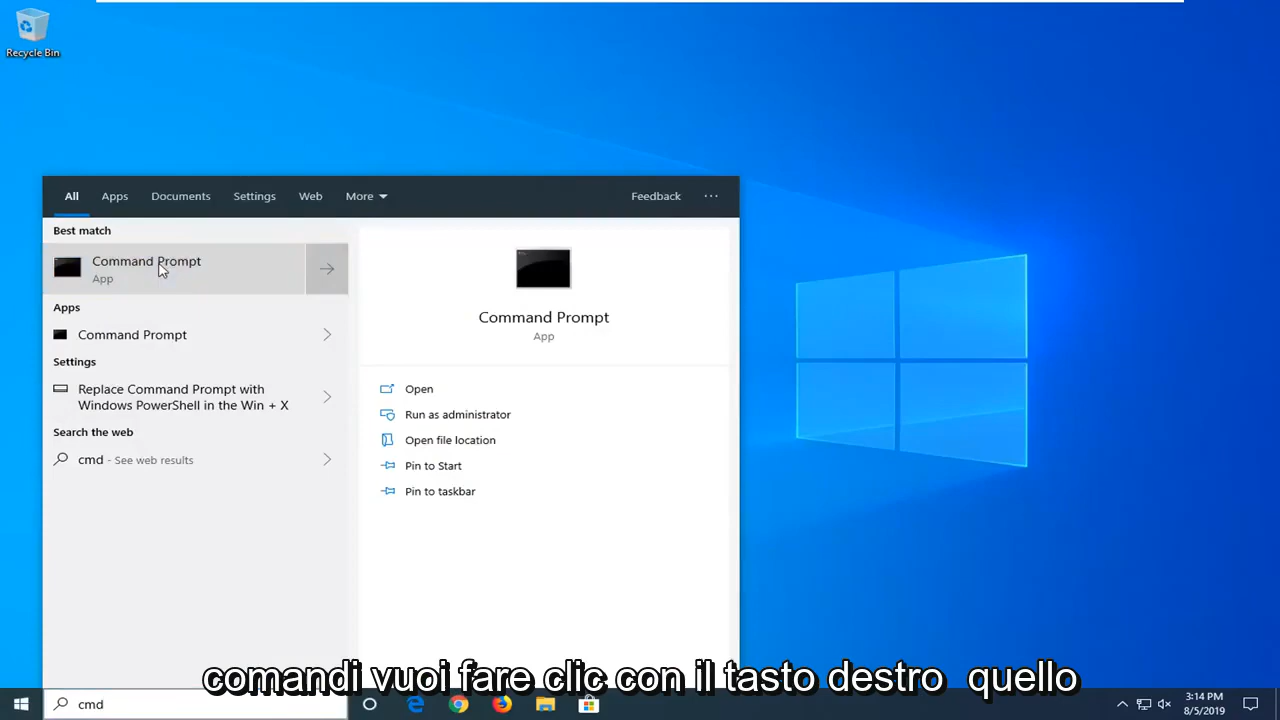 Recycle Bin
All Apps Documents Settings Web More Feedback ···
Best match
Command Prompt
App
Apps
Command Prompt
Settings
Replace Command Prompt with
Windows PowerShell in the Win + X
Search the web
cmd - See web results
Command Prompt
App
Open
Run as administrator
Open file location
Pin to Start
Pin to taskbar
comandi vuoi fare clic con il tasto destro quello
cmd
3:14 PM
8/5/2019